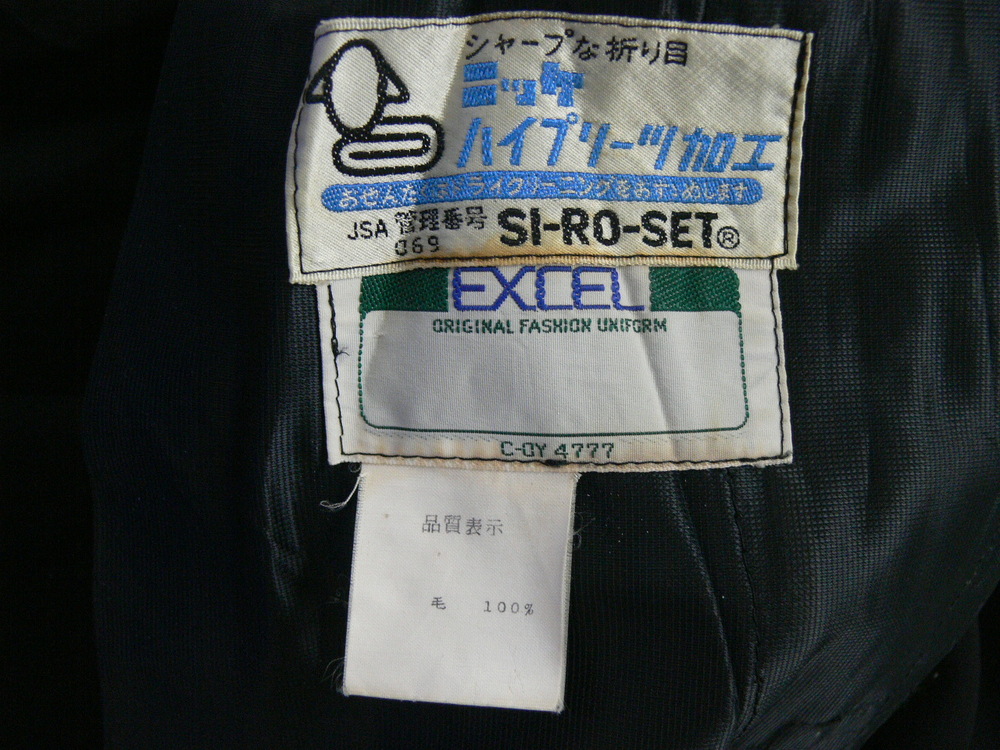 シャープな折り目
ニッケ
ハイプリーツ加工
おせんたくはドライクリーニングをおすすめします
JSA 管理番号
069
SI-RO-SET®
EXCEL
ORIGINAL FASHION UNIFORM
C-OY 4777
品質表示
毛 100%